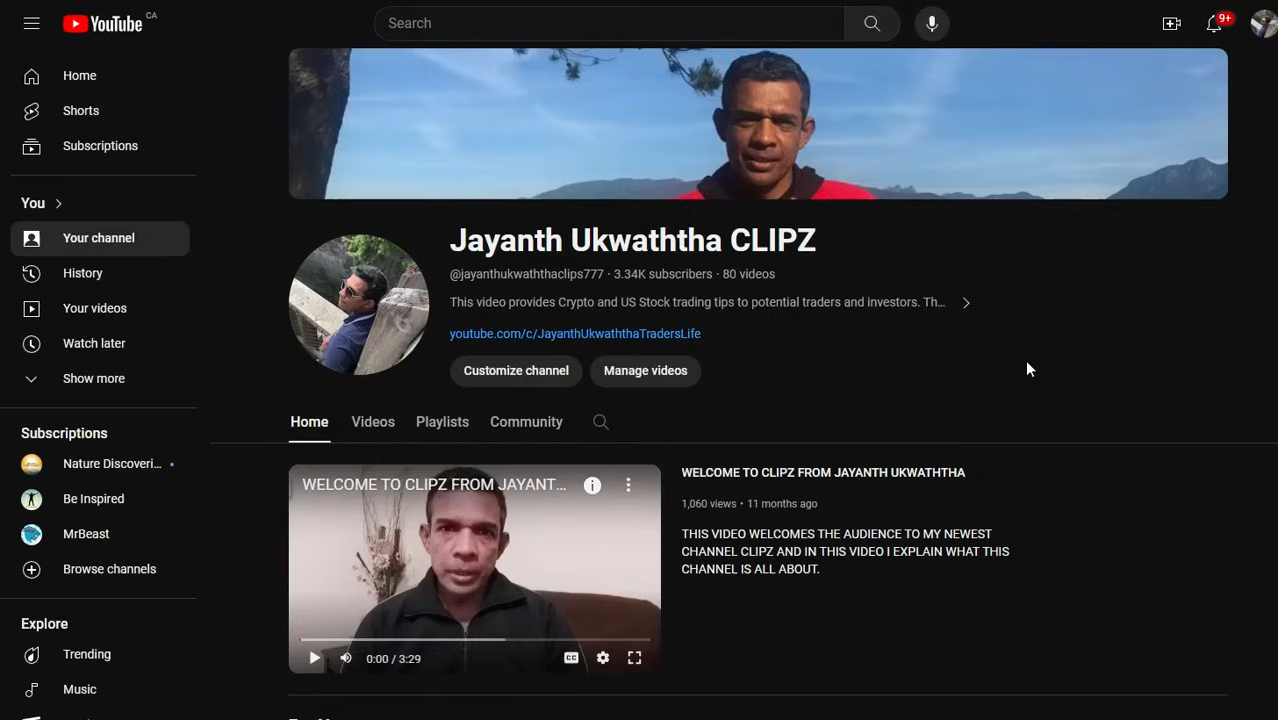 YouTube CA
Search
9+
Home
Shorts
Subscriptions
You
Your channel
History
Your videos
Watch later
Show more
Subscriptions
Nature Discoveri...
Be Inspired
MrBeast
Browse channels
Explore
Trending
Music
Jayanth Ukwaththa CLIPZ
@jayanthukwaththaclips777 · 3.34K subscribers · 80 videos
This video provides Crypto and US Stock trading tips to potential traders and investors. Th...
youtube.com/c/JayanthUkwaththaTradersLife
Customize channel
Manage videos
Home
Videos
Playlists
Community
WELCOME TO CLIPZ FROM JAYANT...
CC
0:00 / 3:29
WELCOME TO CLIPZ FROM JAYANTH UKWATHTHA
1,060 views • 11 months ago
THIS VIDEO WELCOMES THE AUDIENCE TO MY NEWEST
CHANNEL CLIPZ AND IN THIS VIDEO I EXPLAIN WHAT THIS
CHANNEL IS ALL ABOUT.